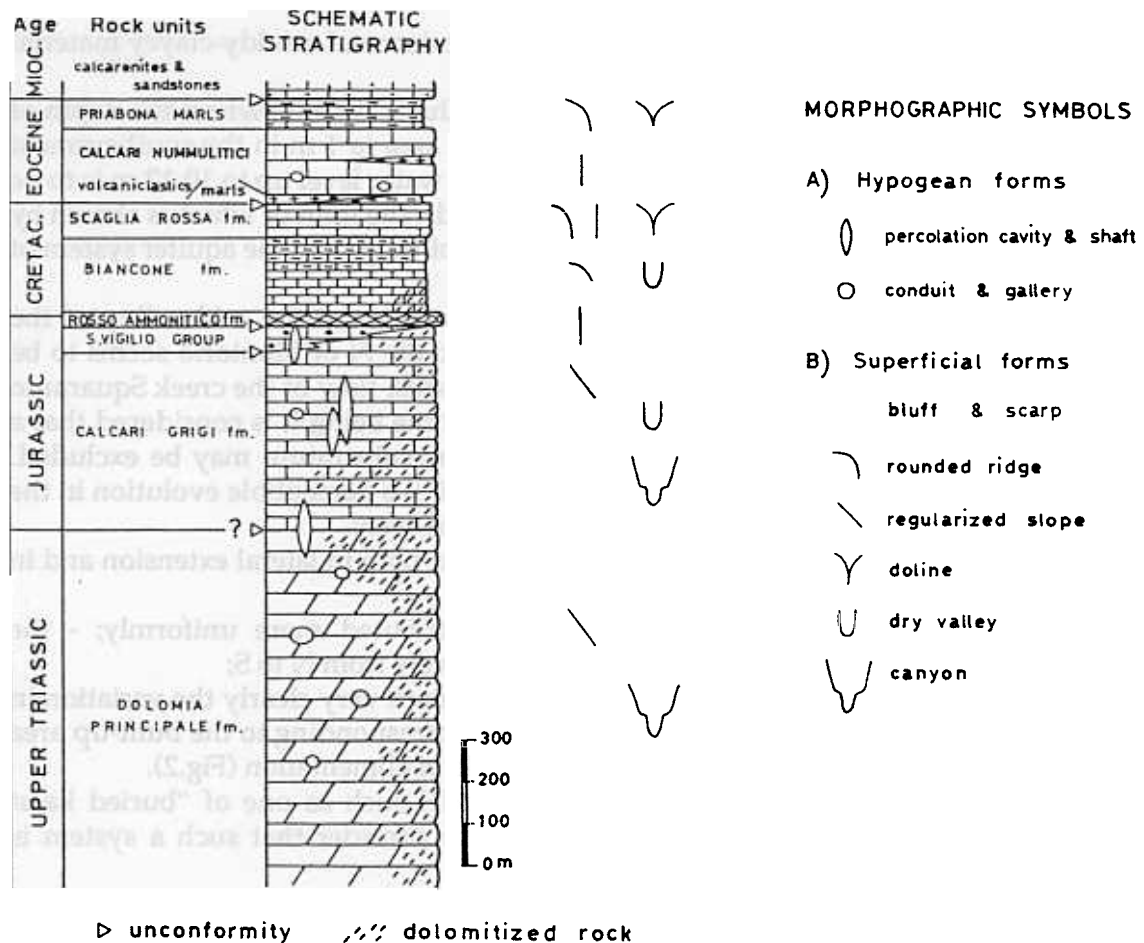 Age
Rock units
SCHEMATIC
STRATIGRAPHY
MIOC.
EOCENE
CRETAC.
JURASSIC
UPPER TRIASSIC
calcarenites &
sandstones
PRIABONA MARLS
CALCARI NUMMULITICI
volcaniclastics/marls
SCAGLIA ROSSA fm.
BIANCONE fm.
ROSSO AMMONITICO fm.
S.VIGILIO GROUP
CALCARI GRIGI fm.
?
DOLOMIA
PRINCIPALE fm.
300
200
100
0 m
unconformity
dolomitized rock
MORPHOGRAPHIC SYMBOLS
A) Hypogean forms
percolation cavity & shaft
conduit & gallery
B) Superficial forms
bluff & scarp
rounded ridge
regularized slope
doline
dry valley
canyon